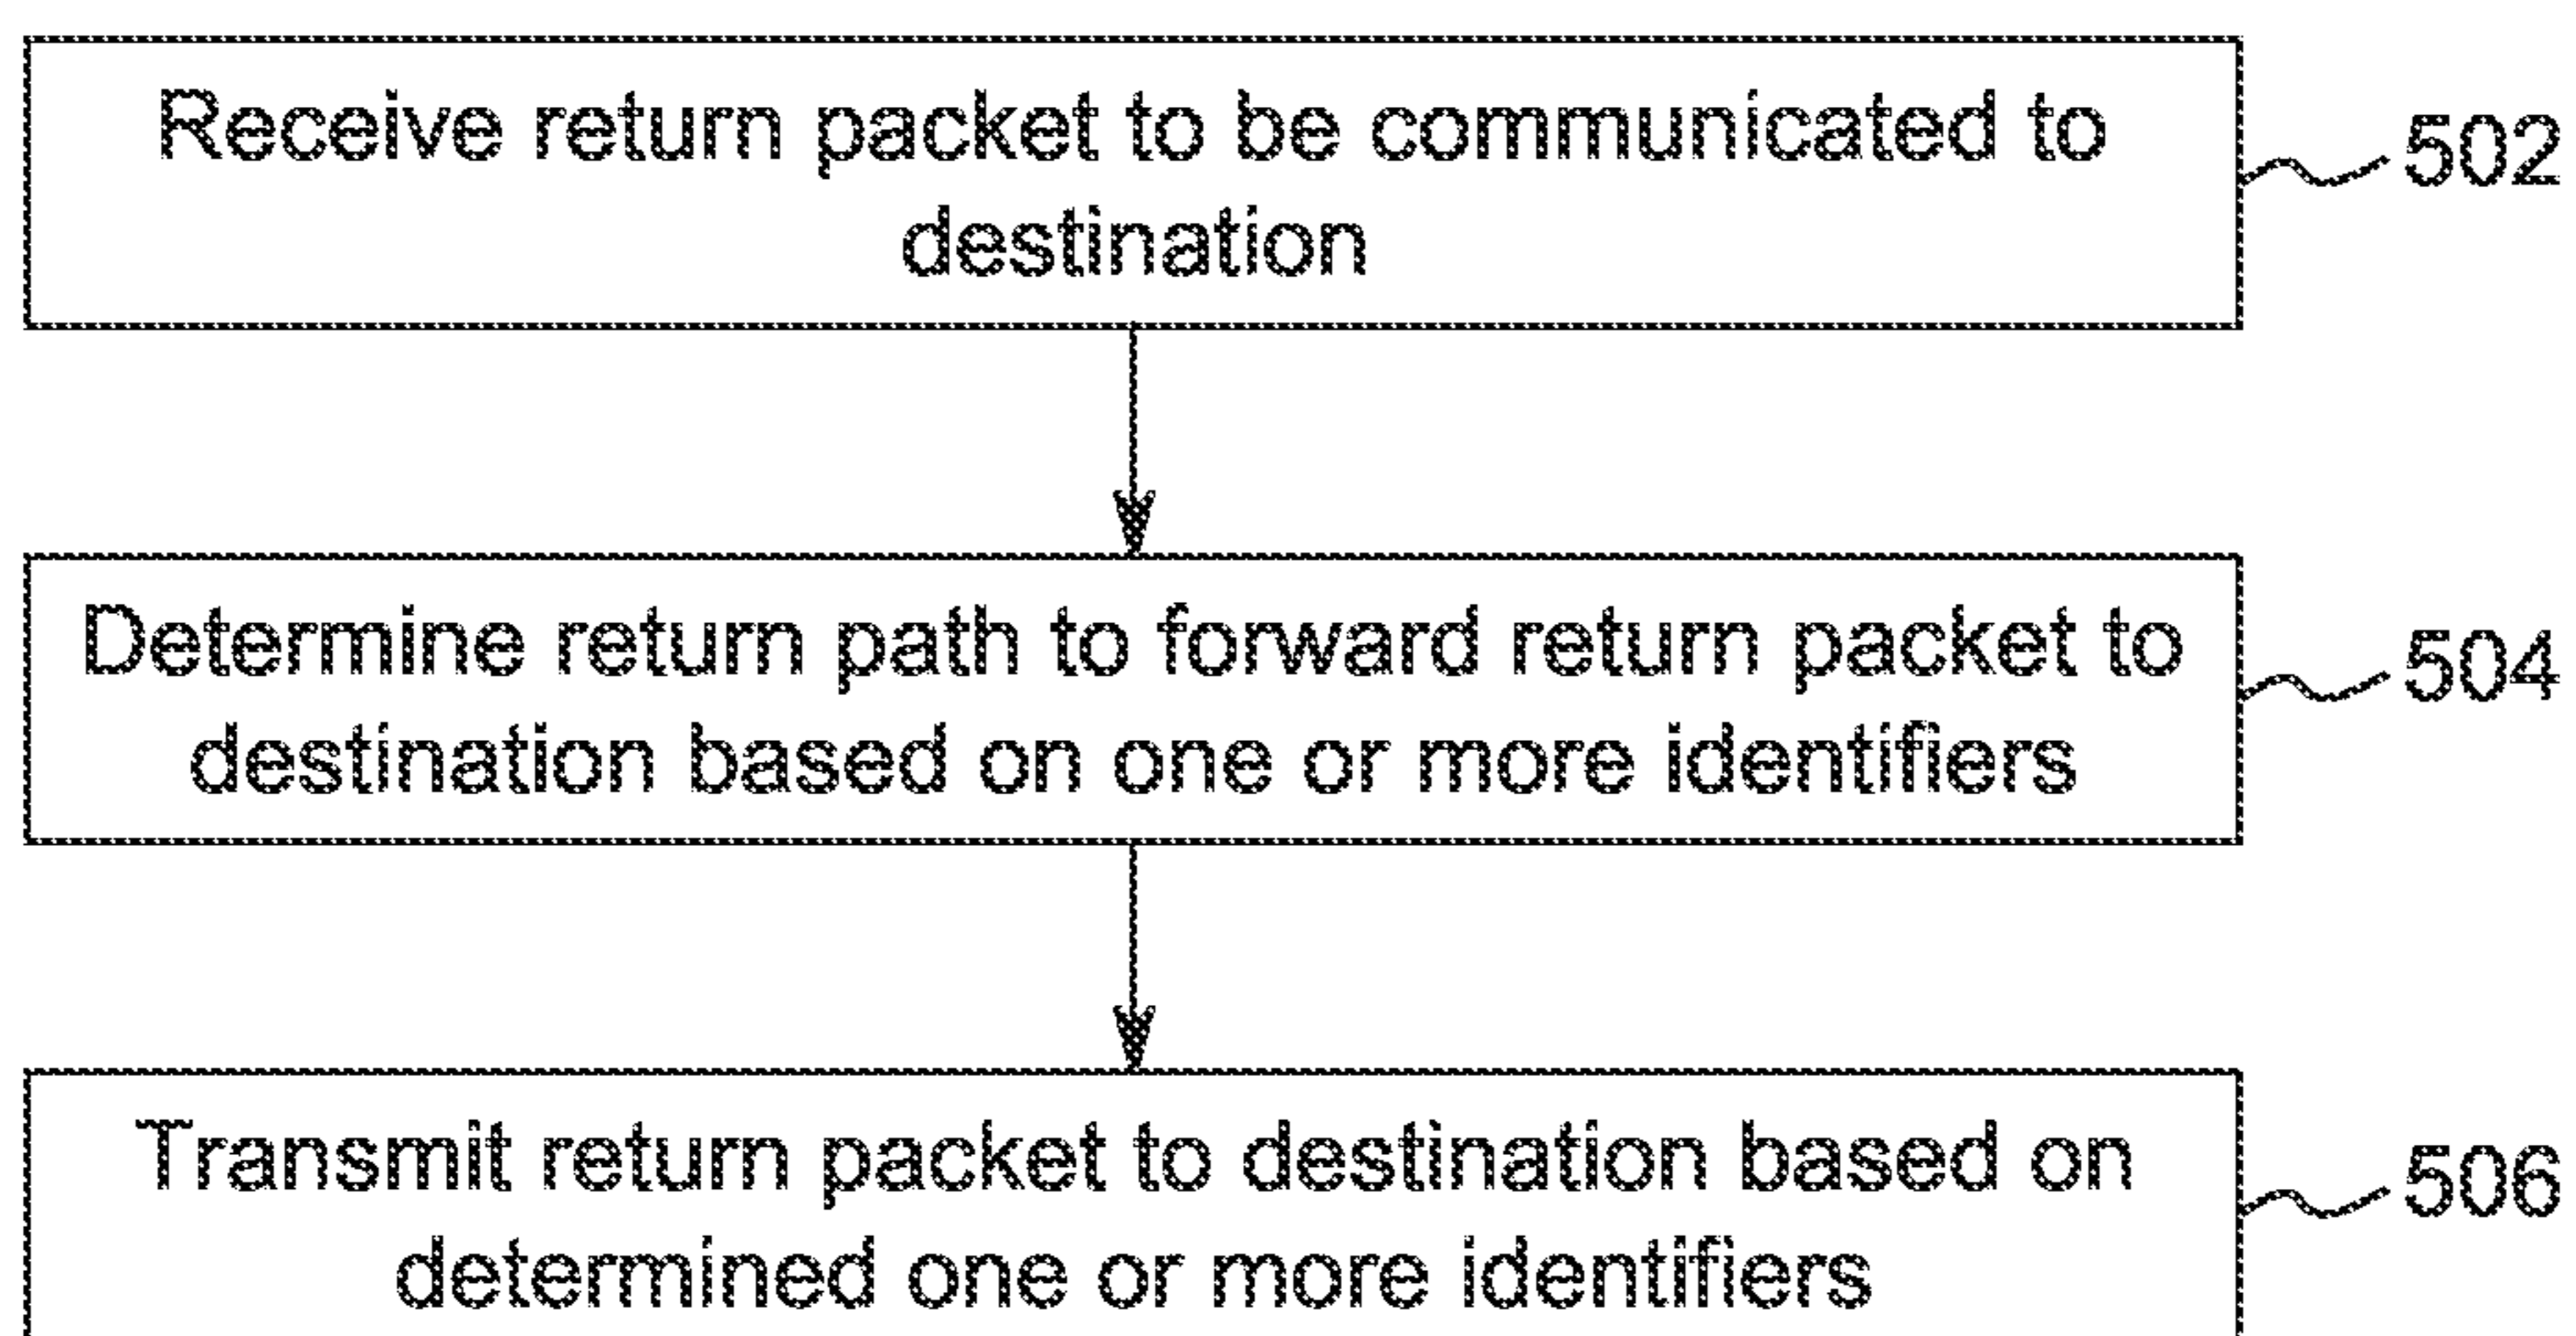 Receive return packet to be communicated to
destination
502
Determine return path to forward return packet to
destination based on one or more identifiers
504
Transmit return packet to destination based on
determined one or more identifiers
506